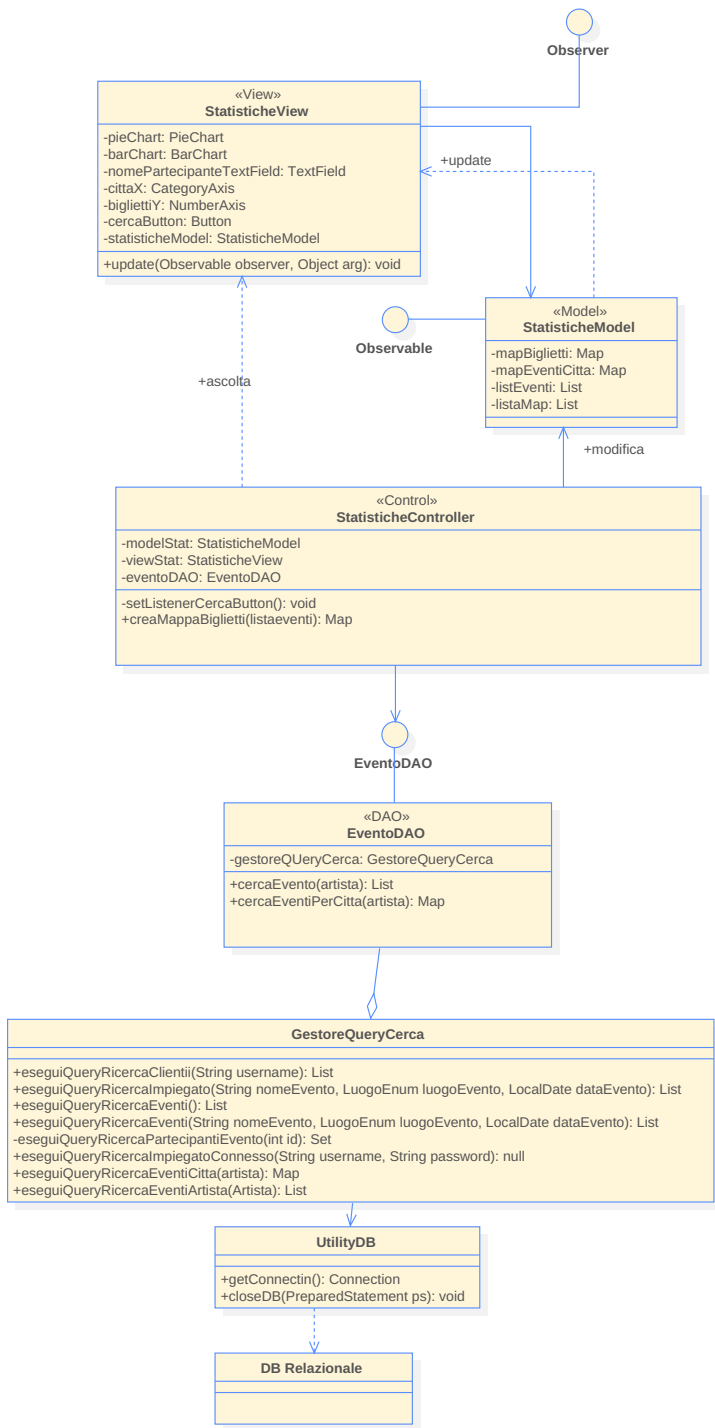 Observer
«View»
StatisticheView
-pieChart: PieChart
-barChart: BarChart
-nomePartecipanteTextField: TextField
-cittaX: CategoryAxis
-bigliettiY: NumberAxis
-cercaButton: Button
-statisticheModel: StatisticheModel
+update(Observable observer, Object arg): void
+update
Observable
«Model»
StatisticheModel
-mapBiglietti: Map
-mapEventiCitta: Map
-listEventi: List
-listaMap: List
+ascolta
+modifica
«Control»
StatisticheController
-modelStat: StatisticheModel
-viewStat: StatisticheView
-eventoDAO: EventoDAO
-setListenerCercaButton(): void
+creaMappaBiglietti(listaeventi): Map
EventoDAO
«DAO»
EventoDAO
-gestoreQUeryCerca: GestoreQueryCerca
+cercaEvento(artista): List
+cercaEventiPerCitta(artista): Map
GestoreQueryCerca
+eseguiQueryRicercaClientii(String username): List
+eseguiQueryRicercaImpiegato(String nomeEvento, LuogoEnum luogoEvento, LocalDate dataEvento): List
+eseguiQueryRicercaEventi(): List
+eseguiQueryRicercaEventi(String nomeEvento, LuogoEnum luogoEvento, LocalDate dataEvento): List
-eseguiQueryRicercaPartecipantiEvento(int id): Set
+eseguiQueryRicercaImpiegatoConnesso(String username, String password): null
+eseguiQueryRicercaEventiCitta(artista): Map
+eseguiQueryRicercaEventiArtista(Artista): List
UtilityDB
+getConnectin(): Connection
+closeDB(PreparedStatement ps): void
DB Relazionale